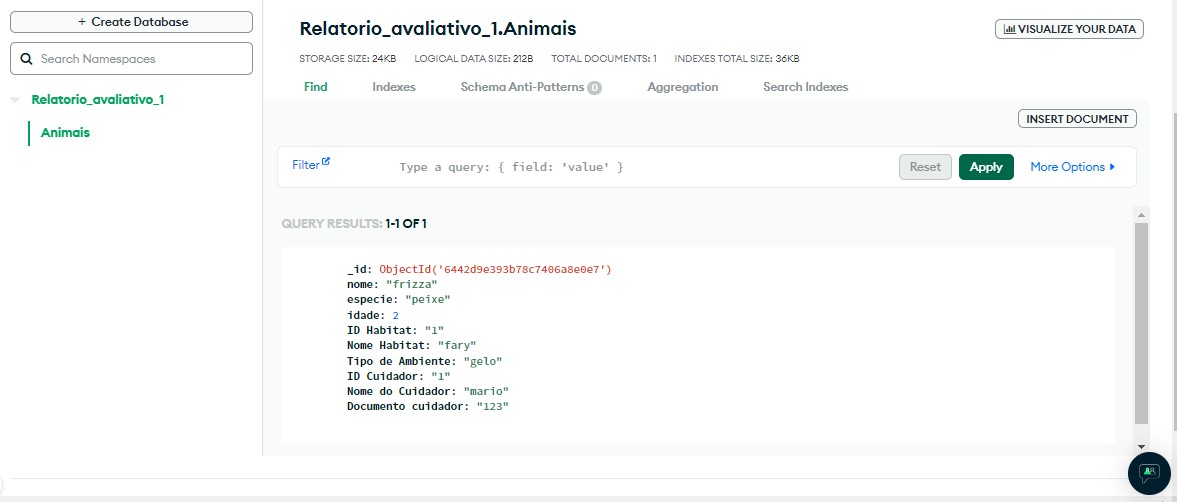 + Create Database
Search Namespaces
Relatorio_avaliativo_1
Animais
Relatorio_avaliativo_1.Animais
VISUALIZE YOUR DATA
STORAGE SIZE: 24KB LOGICAL DATA SIZE: 212B TOTAL DOCUMENTS: 1 INDEXES TOTAL SIZE: 36KB
Find Indexes Schema Anti-Patterns 0 Aggregation Search Indexes
INSERT DOCUMENT
Filter Type a query: { field: 'value' } Reset Apply More Options
QUERY RESULTS: 1-1 OF 1
_id: ObjectId('6442d9e393b78c7406a8e0e7')
nome: "frizza"
especie: "peixe"
idade: 2
ID Habitat: "1"
Nome Habitat: "fary"
Tipo de Ambiente: "gelo"
ID Cuidador: "1"
Nome do Cuidador: "mario"
Documento cuidador: "123"